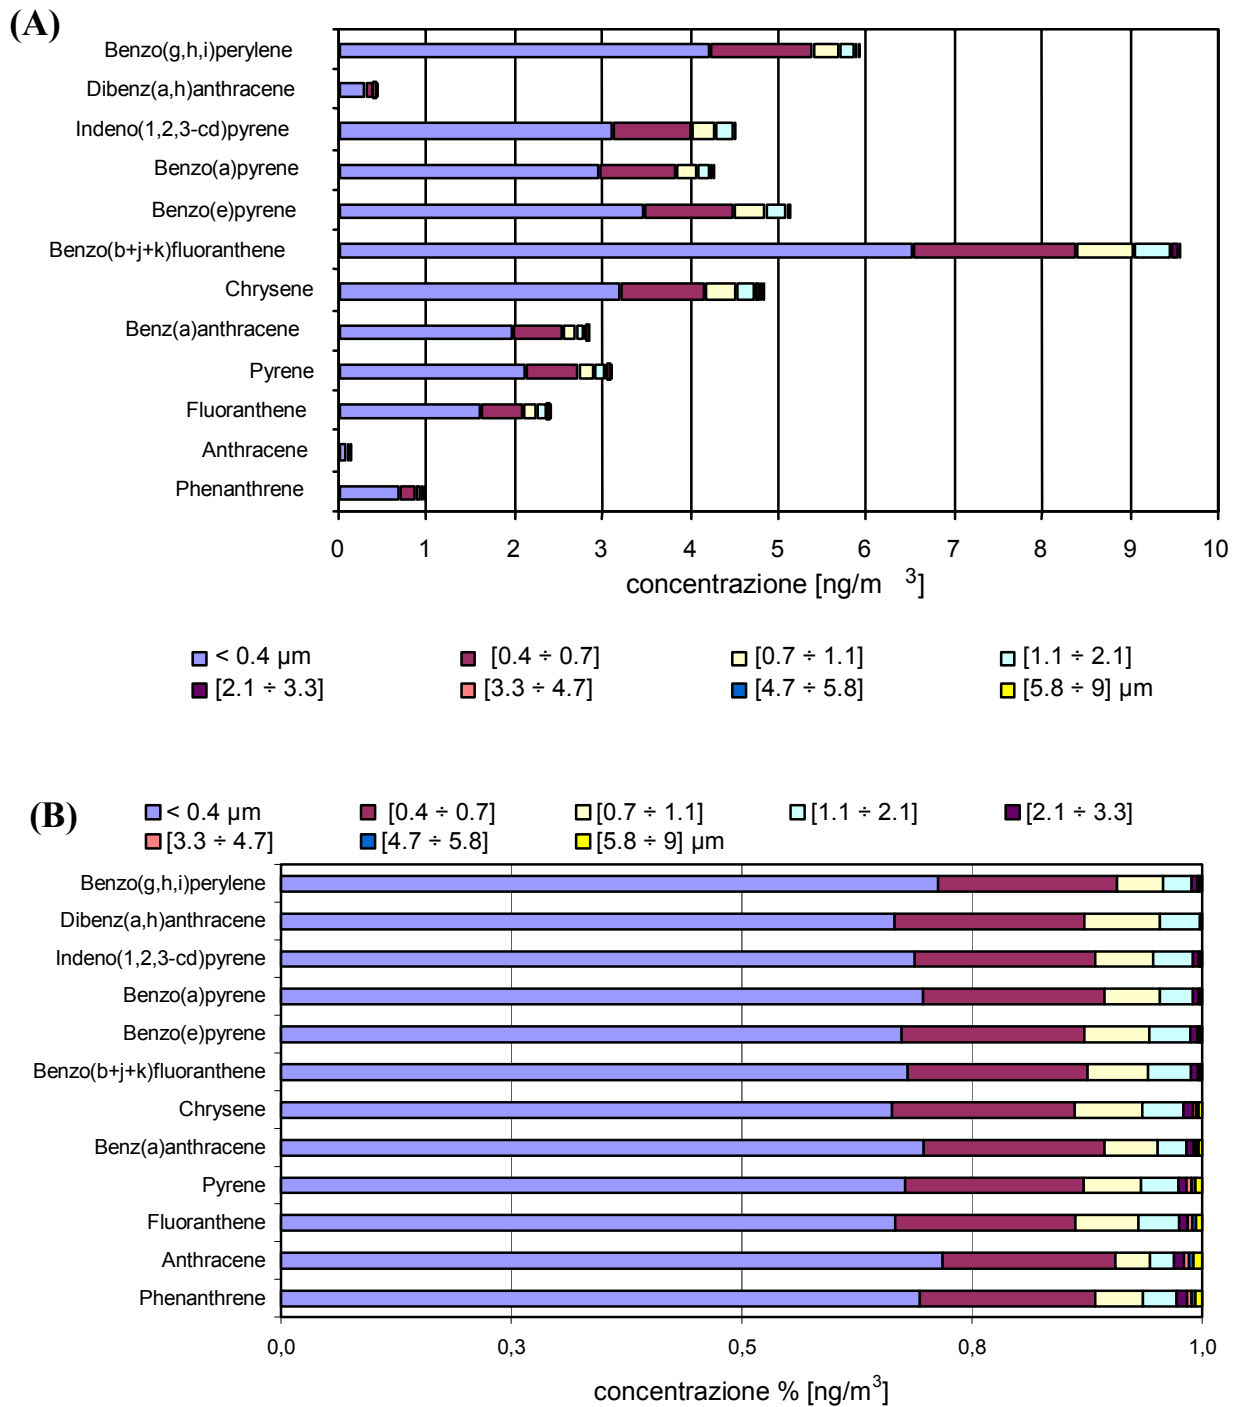 (A)
Benzo(g,h,i)perylene
Dibenz(a,h)anthracene
Indeno(1,2,3-cd)pyrene
Benzo(a)pyrene
Benzo(e)pyrene
Benzo(b+j+k)fluoranthene
Chrysene
Benz(a)anthracene
Pyrene
Fluoranthene
Anthracene
Phenanthrene
0 1 2 3 4 5 6 7 8 9 10
concentrazione [ng/m 3]
< 0.4 µm [0.4 ÷ 0.7] [0.7 ÷ 1.1] [1.1 ÷ 2.1]
[2.1 ÷ 3.3] [3.3 ÷ 4.7] [4.7 ÷ 5.8] [5.8 ÷ 9] µm
(B)
< 0.4 µm [0.4 ÷ 0.7] [0.7 ÷ 1.1] [1.1 ÷ 2.1] [2.1 ÷ 3.3]
[3.3 ÷ 4.7] [4.7 ÷ 5.8] [5.8 ÷ 9] µm
Benzo(g,h,i)perylene
Dibenz(a,h)anthracene
Indeno(1,2,3-cd)pyrene
Benzo(a)pyrene
Benzo(e)pyrene
Benzo(b+j+k)fluoranthene
Chrysene
Benz(a)anthracene
Pyrene
Fluoranthene
Anthracene
Phenanthrene
0,0 0,3 0,5 0,8 1,0
concentrazione % [ng/m3]